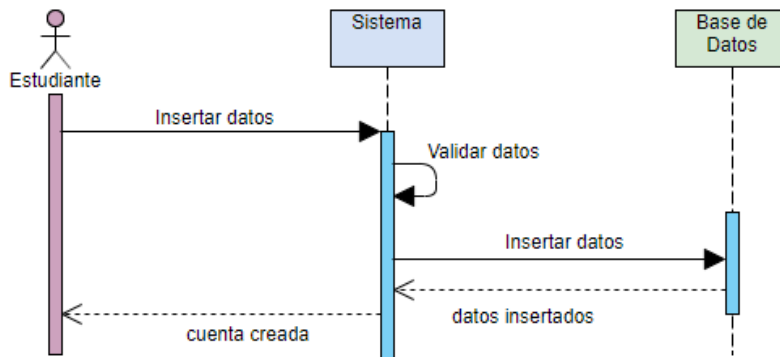 Sistema
Base de
Datos
Estudiante
Insertar datos
Validar datos
Insertar datos
datos insertados
cuenta creada